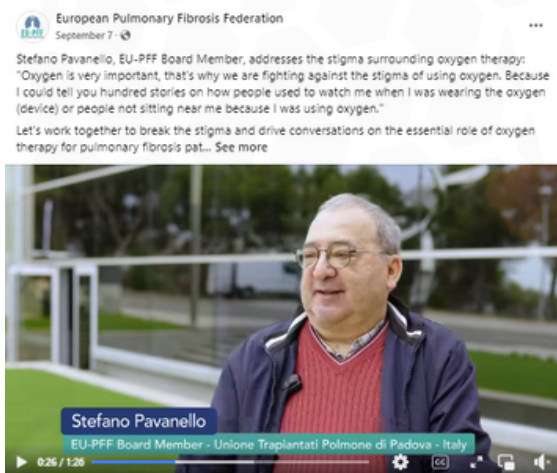 European Pulmonary Fibrosis Federation
EU-PFF
September 7 ·
Stefano Pavanello, EU-PFF Board Member, addresses the stigma surrounding oxygen therapy:
"Oxygen is very important, that's why we are fighting against the stigma of using oxygen. Because
I could tell you hundred stories on how people used to watch me when I was wearing the oxygen
(device) or people not sitting near me because I was using oxygen."
Let's work together to break the stigma and drive conversations on the essential role of oxygen
therapy for pulmonary fibrosis pat... See more
Stefano Pavanello
EU-PFF Board Member - Unione Trapiantati Polmone di Padova - Italy
0:26 / 1:26
CC